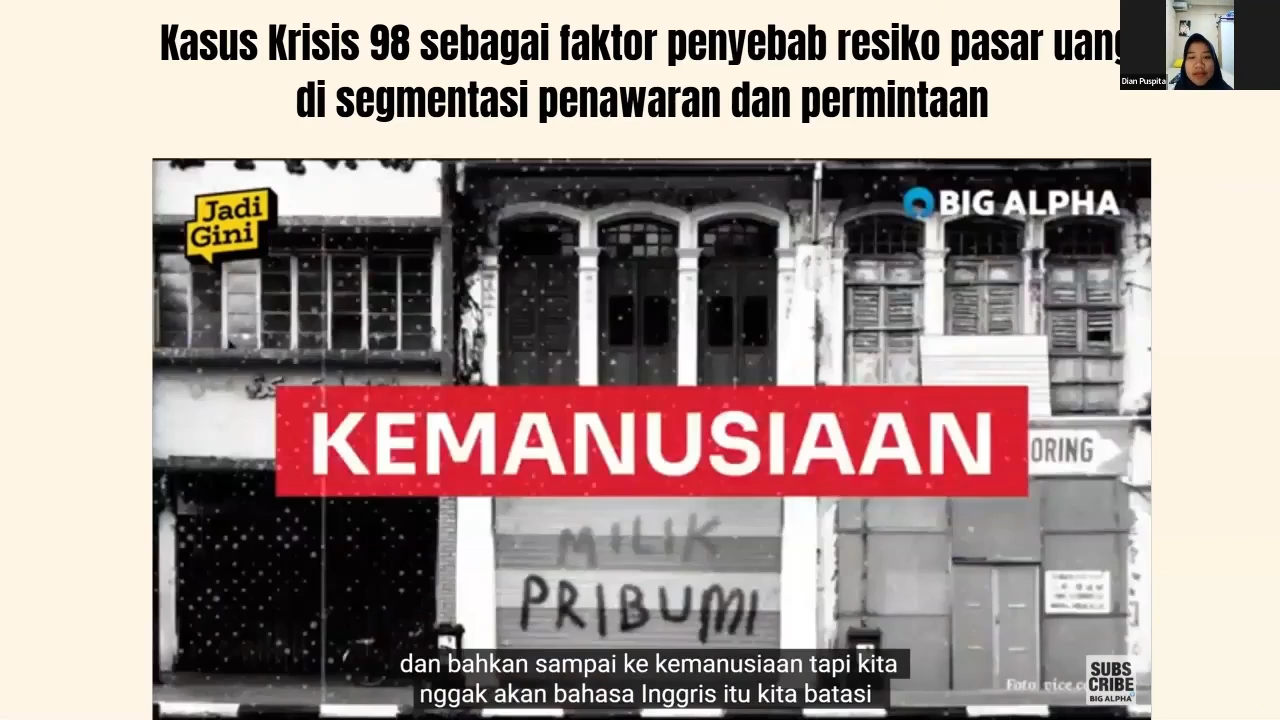 Kasus Krisis 98 sebagai faktor penyebab resiko pasar uang
di segmentasi penawaran dan permintaan
Dian Puspita
Jadi
Gini
BIG ALPHA
KEMANUSIAAN
ORING
MILIK
PRIBUMI
dan bahkan sampai ke kemanusiaan tapi kita
nggak akan bahasa Inggris itu kita batasi
Foto
SUBS
CRIBE
BIG ALPHA